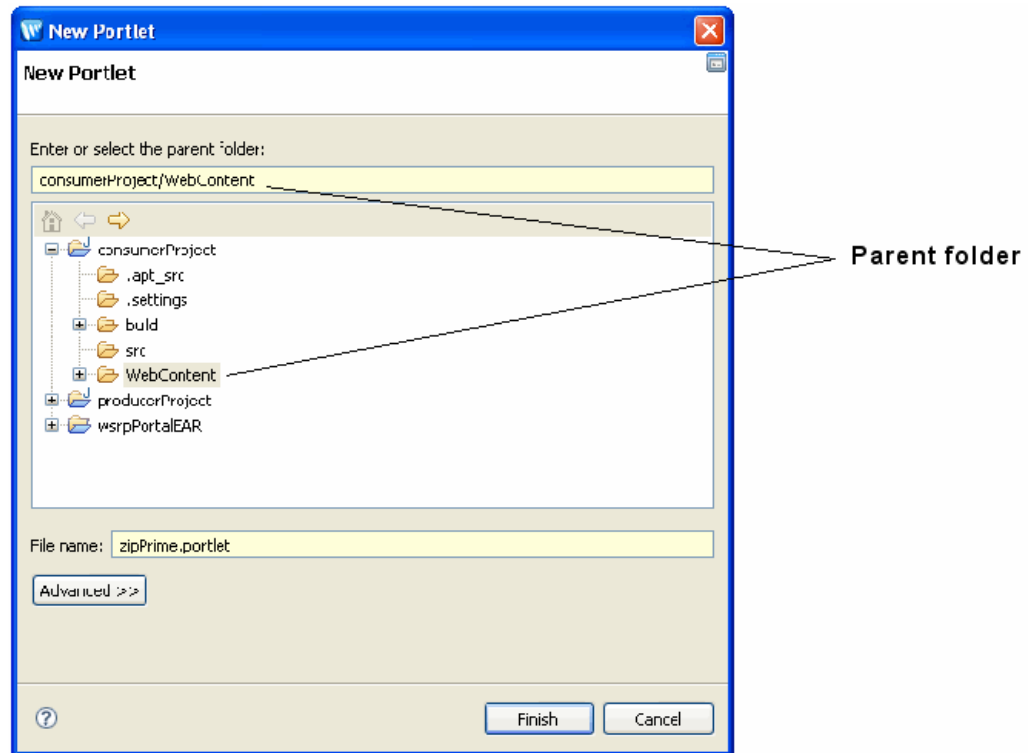 New Portlet
New Portlet
Enter or select the parent folder:
consumerProject/WebContent
Parent folder
consumerProject
.apt_src
.settings
build
src
WebContent
producerProject
wsrpPortalEAR
File name: zipPrime.portlet
Advanced >>
Finish Cancel